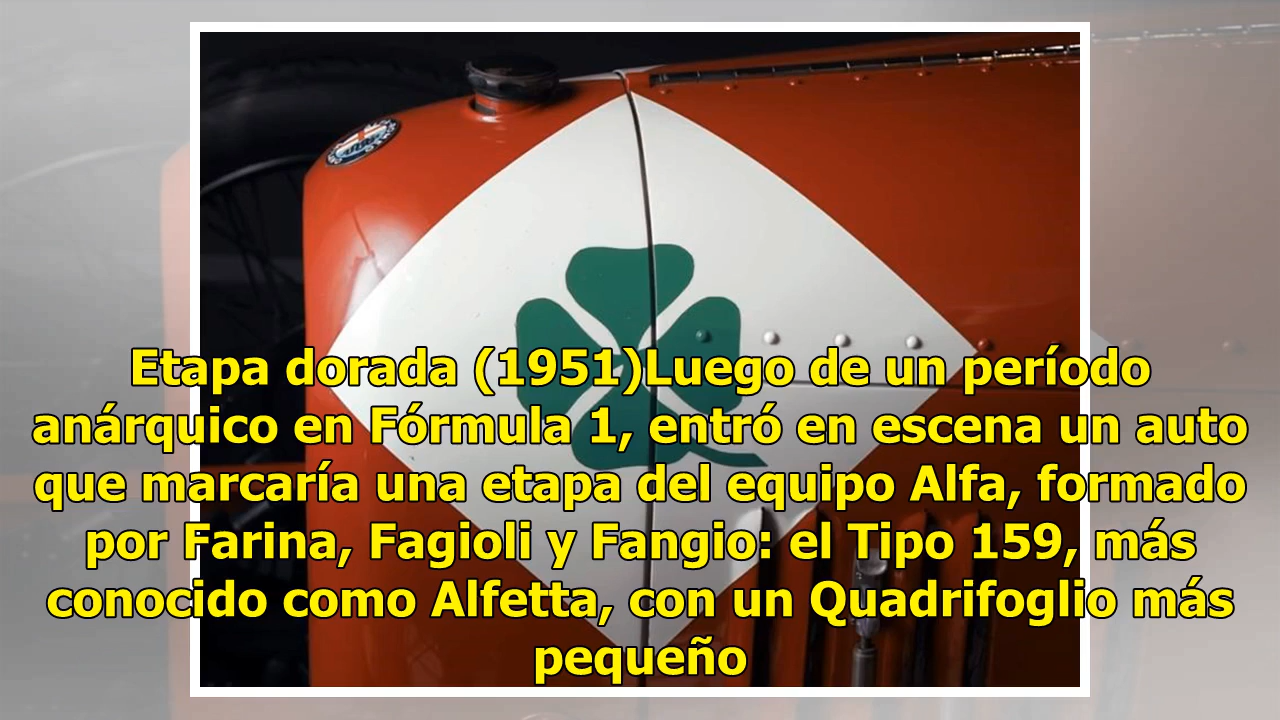 Etapa dorada (1951)Luego de un período
anárquico en Fórmula 1, entró en escena un auto
que marcaría una etapa del equipo Alfa, formado
por Farina, Fagioli y Fangio: el Tipo 159, más
conocido como Alfetta, con un Quadrifoglio más
pequeño